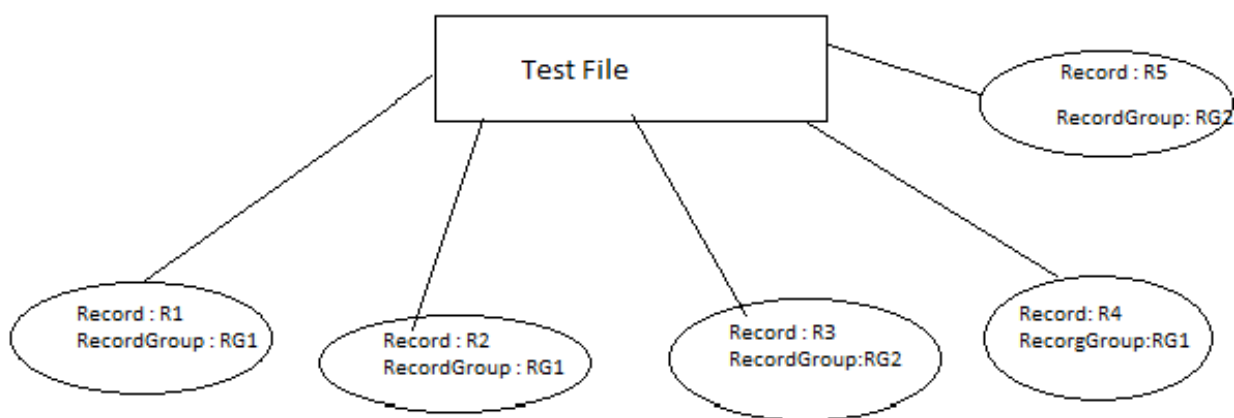 Test File
Record : R5
RecordGroup: RG2
Record : R1
RecordGroup : RG1
Record : R2
RecordGroup : RG1
Record : R3
RecordGroup:RG2
Record: R4
RecorgGroup:RG1